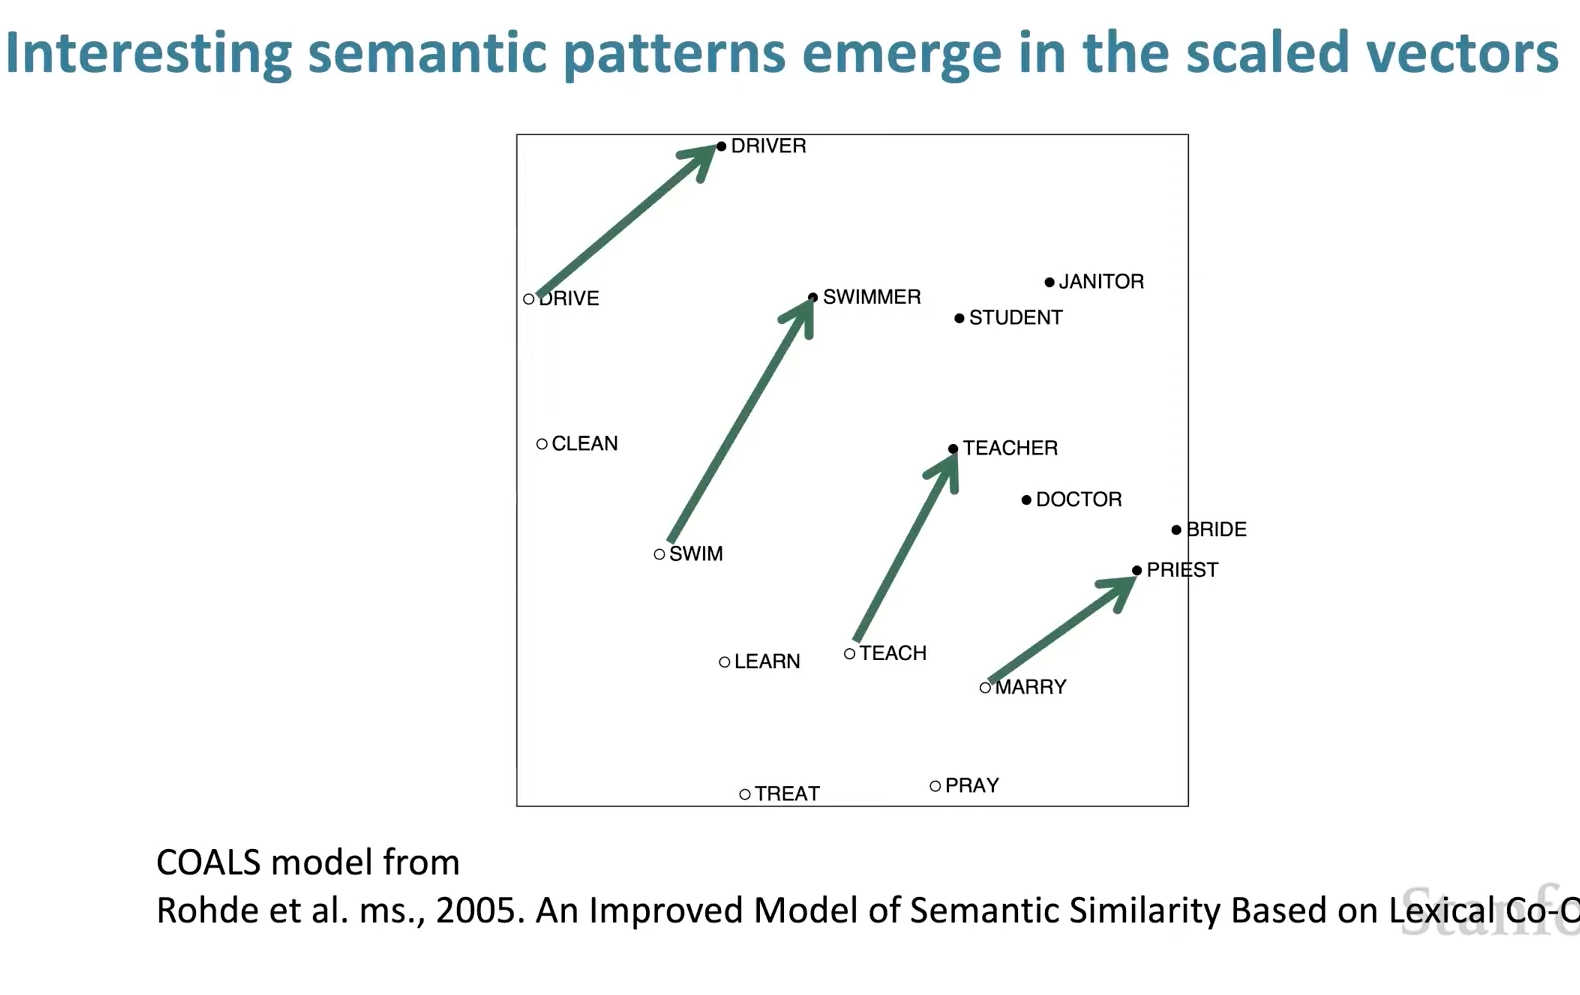 Interesting semantic patterns emerge in the scaled vectors
DRIVER
JANITOR
DRIVE
SWIMMER
STUDENT
CLEAN
TEACHER
DOCTOR
BRIDE
SWIM
PRIEST
LEARN
TEACH
MARRY
TREAT
PRAY
COALS model from
Rohde et al. ms., 2005. An Improved Model of Semantic Similarity Based on Lexical Co-O